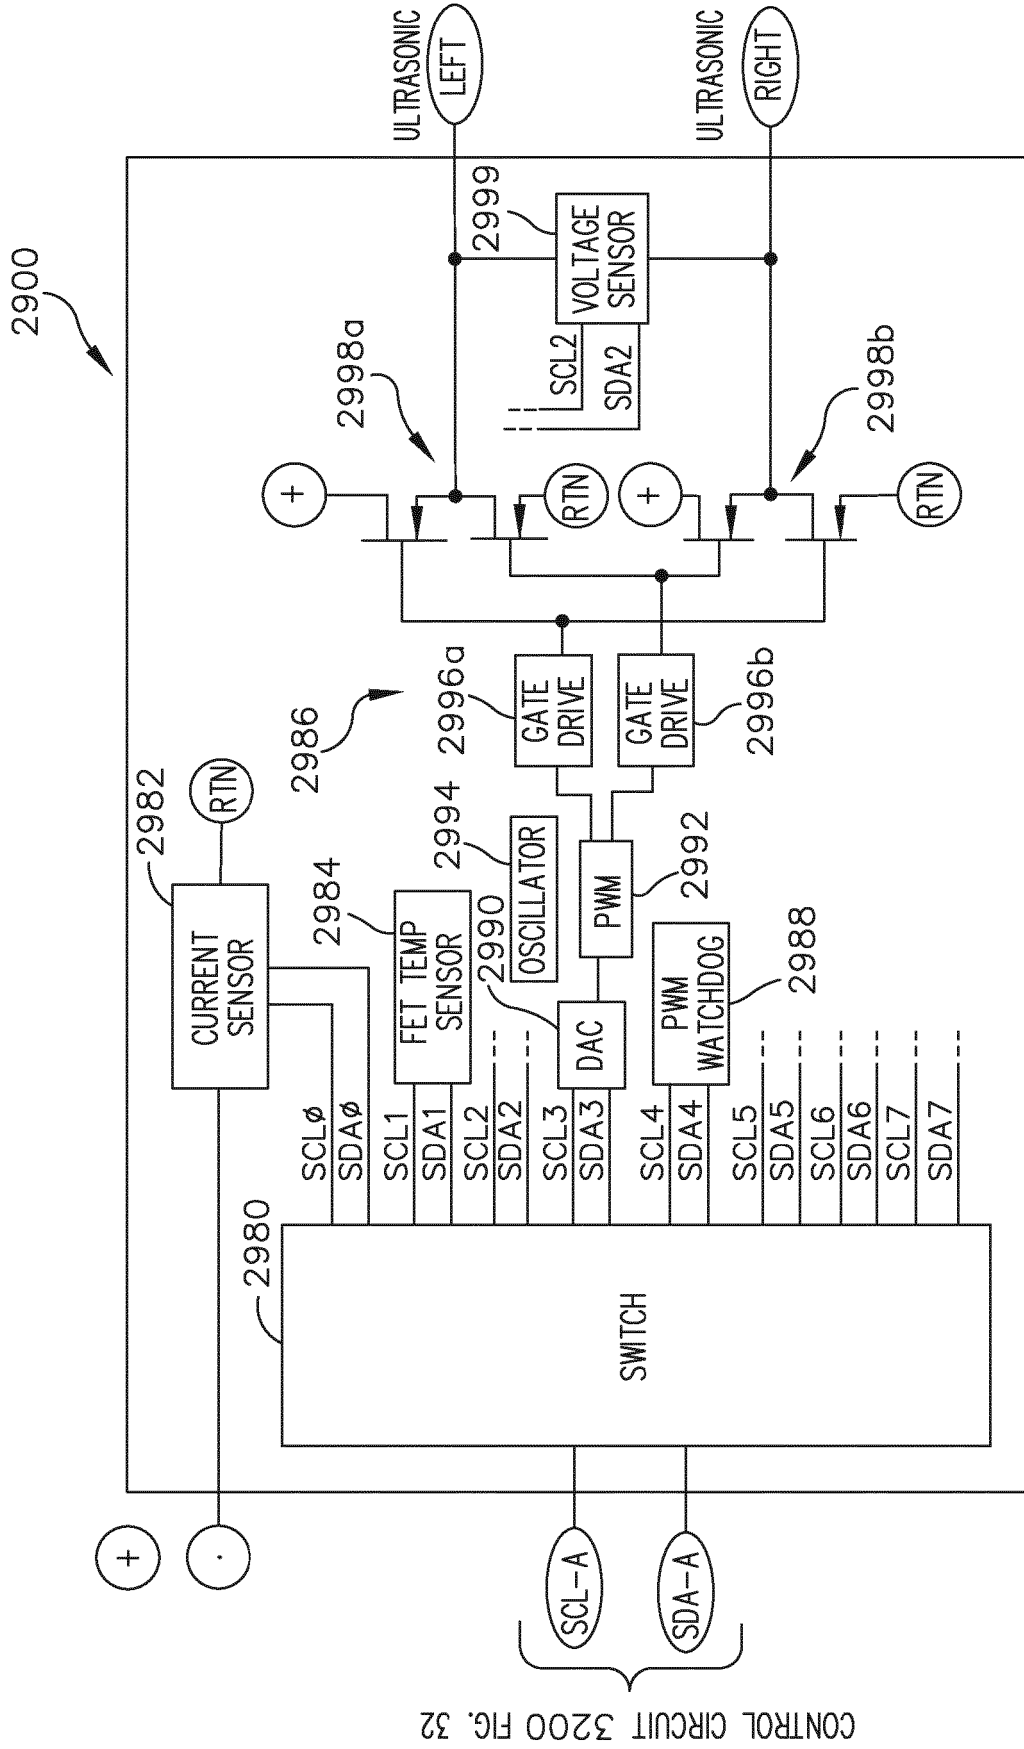 2900
+
·
2982
CURRENT
SENSOR
RTN
2980
SWITCH
SCLø
SDAø
SCL1
SDA1
SCL2
SDA2
SCL3
SDA3
SCL4
SDA4
SCL5
SDA5
SCL6
SDA6
SCL7
SDA7
2984
FET TEMP
SENSOR
2990
DAC
2994
OSCILLATOR
PWM
2992
PWM
WATCHDOG
2988
2986
2996a
GATE
DRIVE
GATE
DRIVE
2996b
+
RTN
+
RTN
2998a
2998b
SCL2
SDA2
VOLTAGE
SENSOR
2999
ULTRASONIC
LEFT
ULTRASONIC
RIGHT
SCL-A
SDA-A
CONTROL CIRCUIT 3200 FIG. 32